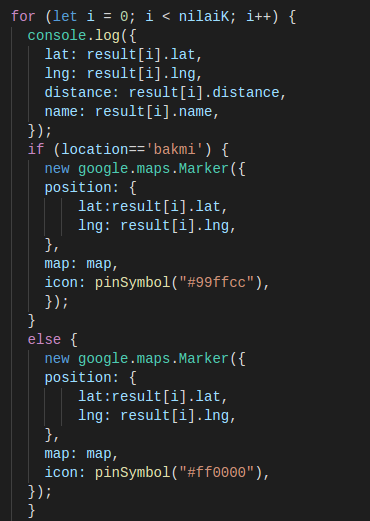 for (let i = 0; i < nilaiK; i++) {
console.log({
lat: result[i].lat,
lng: result[i].lng,
distance: result[i].distance,
name: result[i].name,
});
if (location=='bakmi') {
new google.maps.Marker({
position: {
lat:result[i].lat,
lng: result[i].lng,
},
map: map,
icon: pinSymbol("#99ffcc"),
});
}
else {
new google.maps.Marker({
position: {
lat:result[i].lat,
lng: result[i].lng,
},
map: map,
icon: pinSymbol("#ff0000"),
});
}